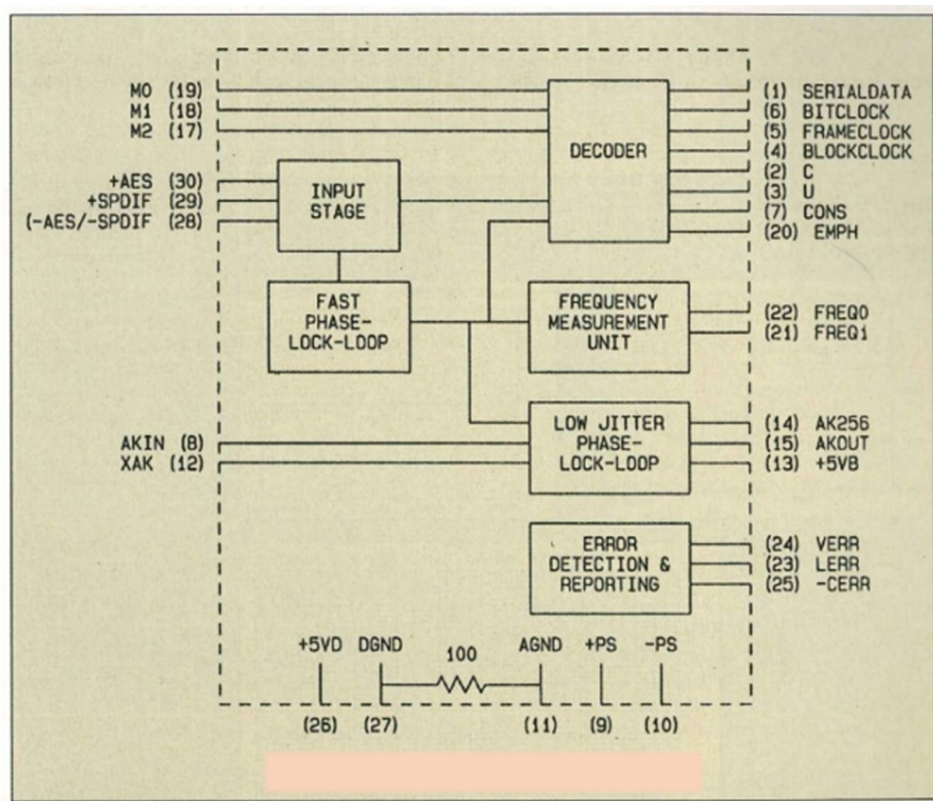 M0 (19)
M1 (18)
M2 (17)
+AES (30)
+SPDIF (29)
(-AES/-SPDIF (28)
AKIN (8)
XAK (12)
INPUT
STAGE
FAST
PHASE-
LOCK-LOOP
DECODER
FREQUENCY
MEASUREMENT
UNIT
LOW JITTER
PHASE-
LOCK-LOOP
ERROR
DETECTION &
REPORTING
(1) SERIALDATA
(6) BITCLOCK
(5) FRAMECLOCK
(4) BLOCKCLOCK
(2) C
(3) U
(7) CONS
(20) EMPH
(22) FREQ0
(21) FREQ1
(14) AK256
(15) AKOUT
(13) +5VB
(24) VERR
(23) LERR
(25) -CERR
+5VD DGND 100 AGND +PS -PS
(26) (27) (11) (9) (10)